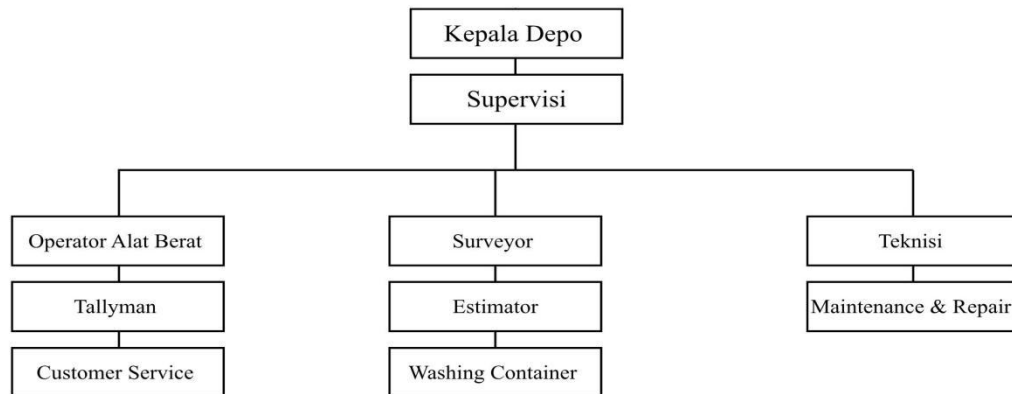 Kepala Depo
Supervisi
Operator Alat Berat
Surveyor
Teknisi
Tallyman
Estimator
Maintenance & Repair
Customer Service
Washing Container